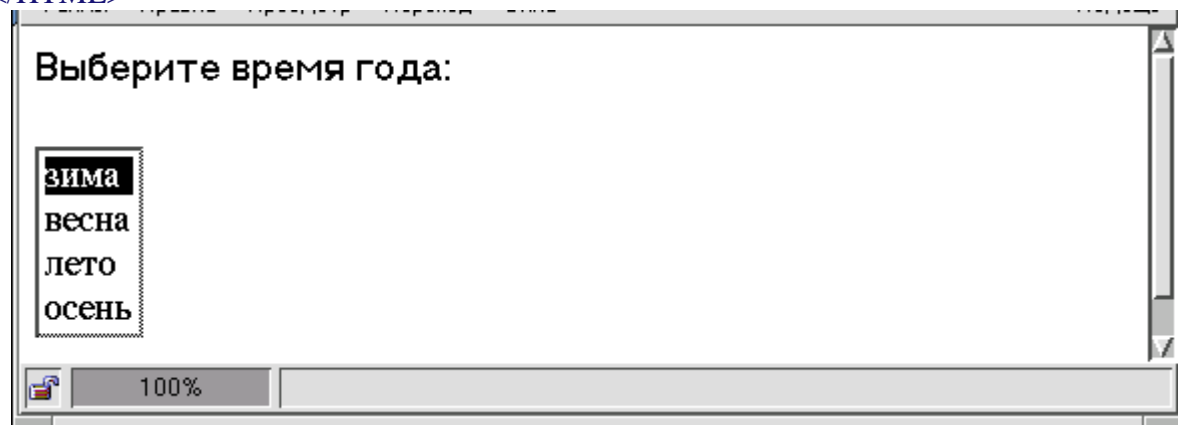 Выберите время года:
зима
весна
лето
осень
100%